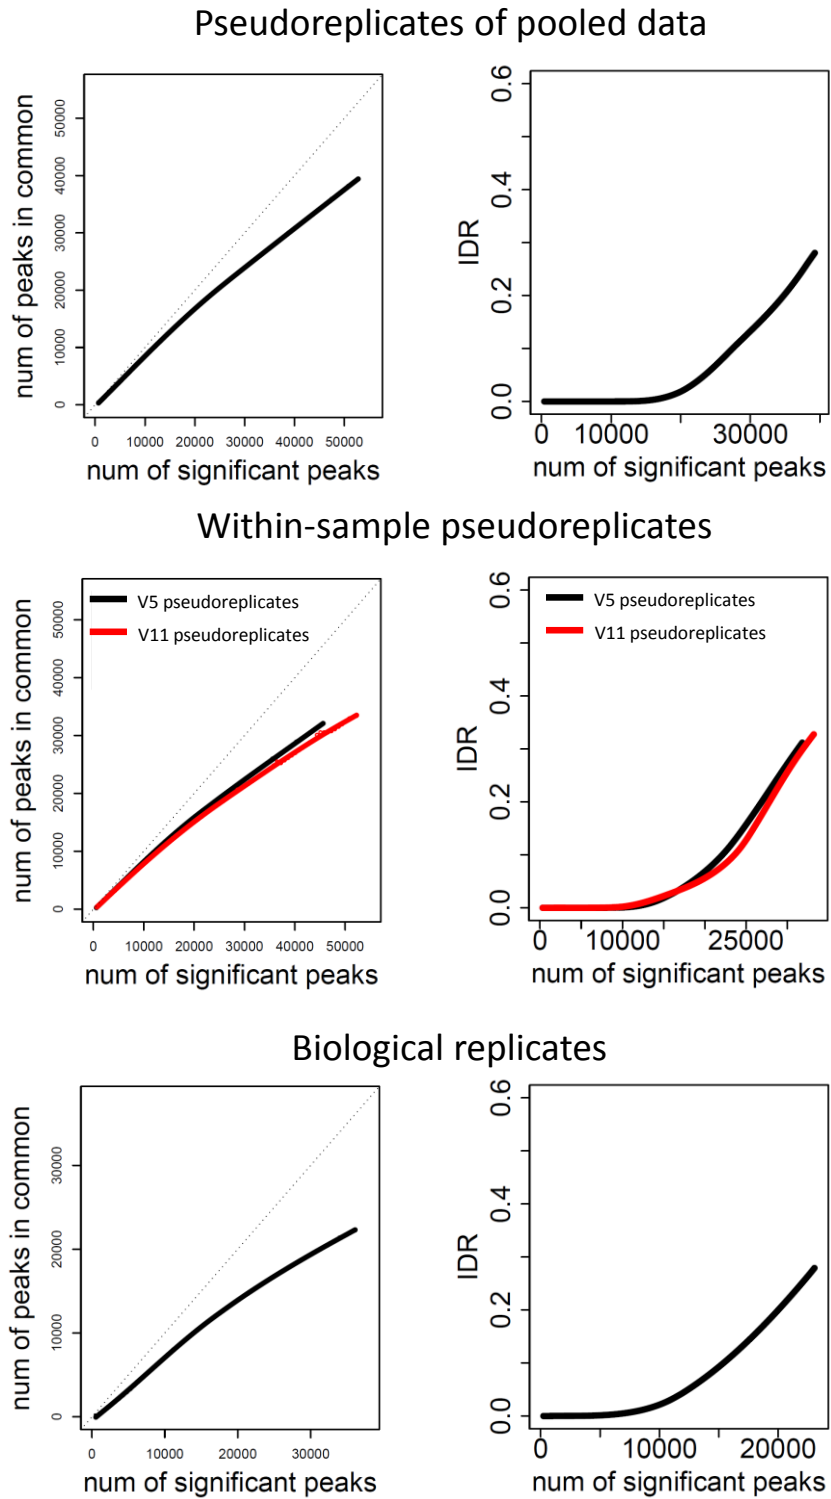 Pseudoreplicates of pooled data
num of peaks in common
50000
40000
30000
20000
10000
0
0 10000 20000 30000 40000 50000
num of significant peaks
IDR
0.6
0.4
0.2
0.0
0 10000 30000
num of significant peaks
Within-sample pseudoreplicates
V5 pseudoreplicates
V11 pseudoreplicates
num of peaks in common
50000
40000
30000
20000
10000
0
0 10000 20000 30000 40000 50000
num of significant peaks
V5 pseudoreplicates
V11 pseudoreplicates
IDR
0.6
0.4
0.2
0.0
0 10000 25000
num of significant peaks
Biological replicates
num of peaks in common
30000
20000
10000
0
0 10000 20000 30000
num of significant peaks
IDR
0.6
0.4
0.2
0.0
0 10000 20000
num of significant peaks